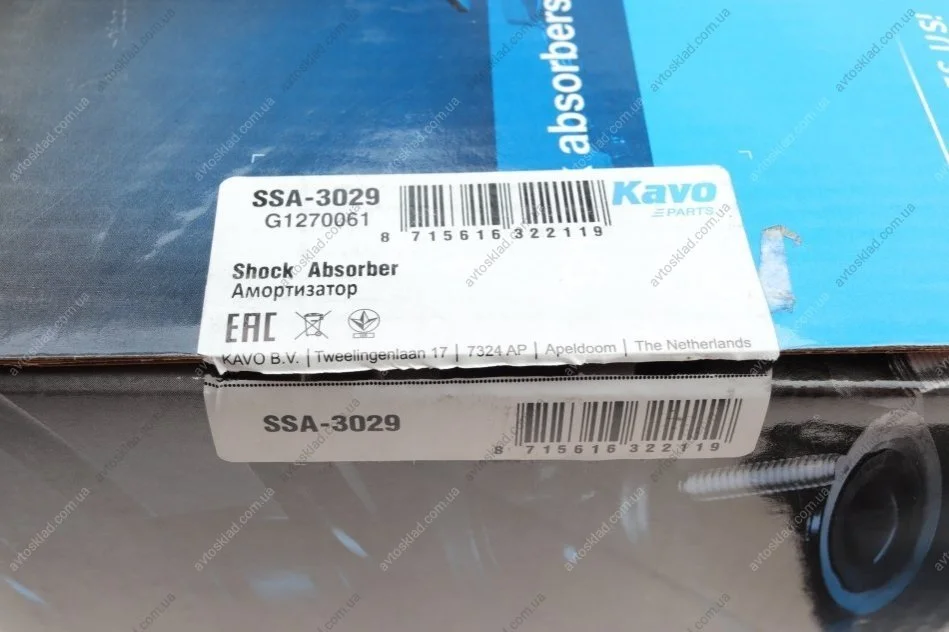 absorbers
SSA-3029
G1270061
8 715616 322119
Kavo
PARTS
Shock Absorber
Амортизатор
EAC
KAVO B.V. | Tweelingenlaan 17 | 7324 AP | Apeldoorn | The Netherlands
SSA-3029
8 715616 322119
avtosklad.com.ua